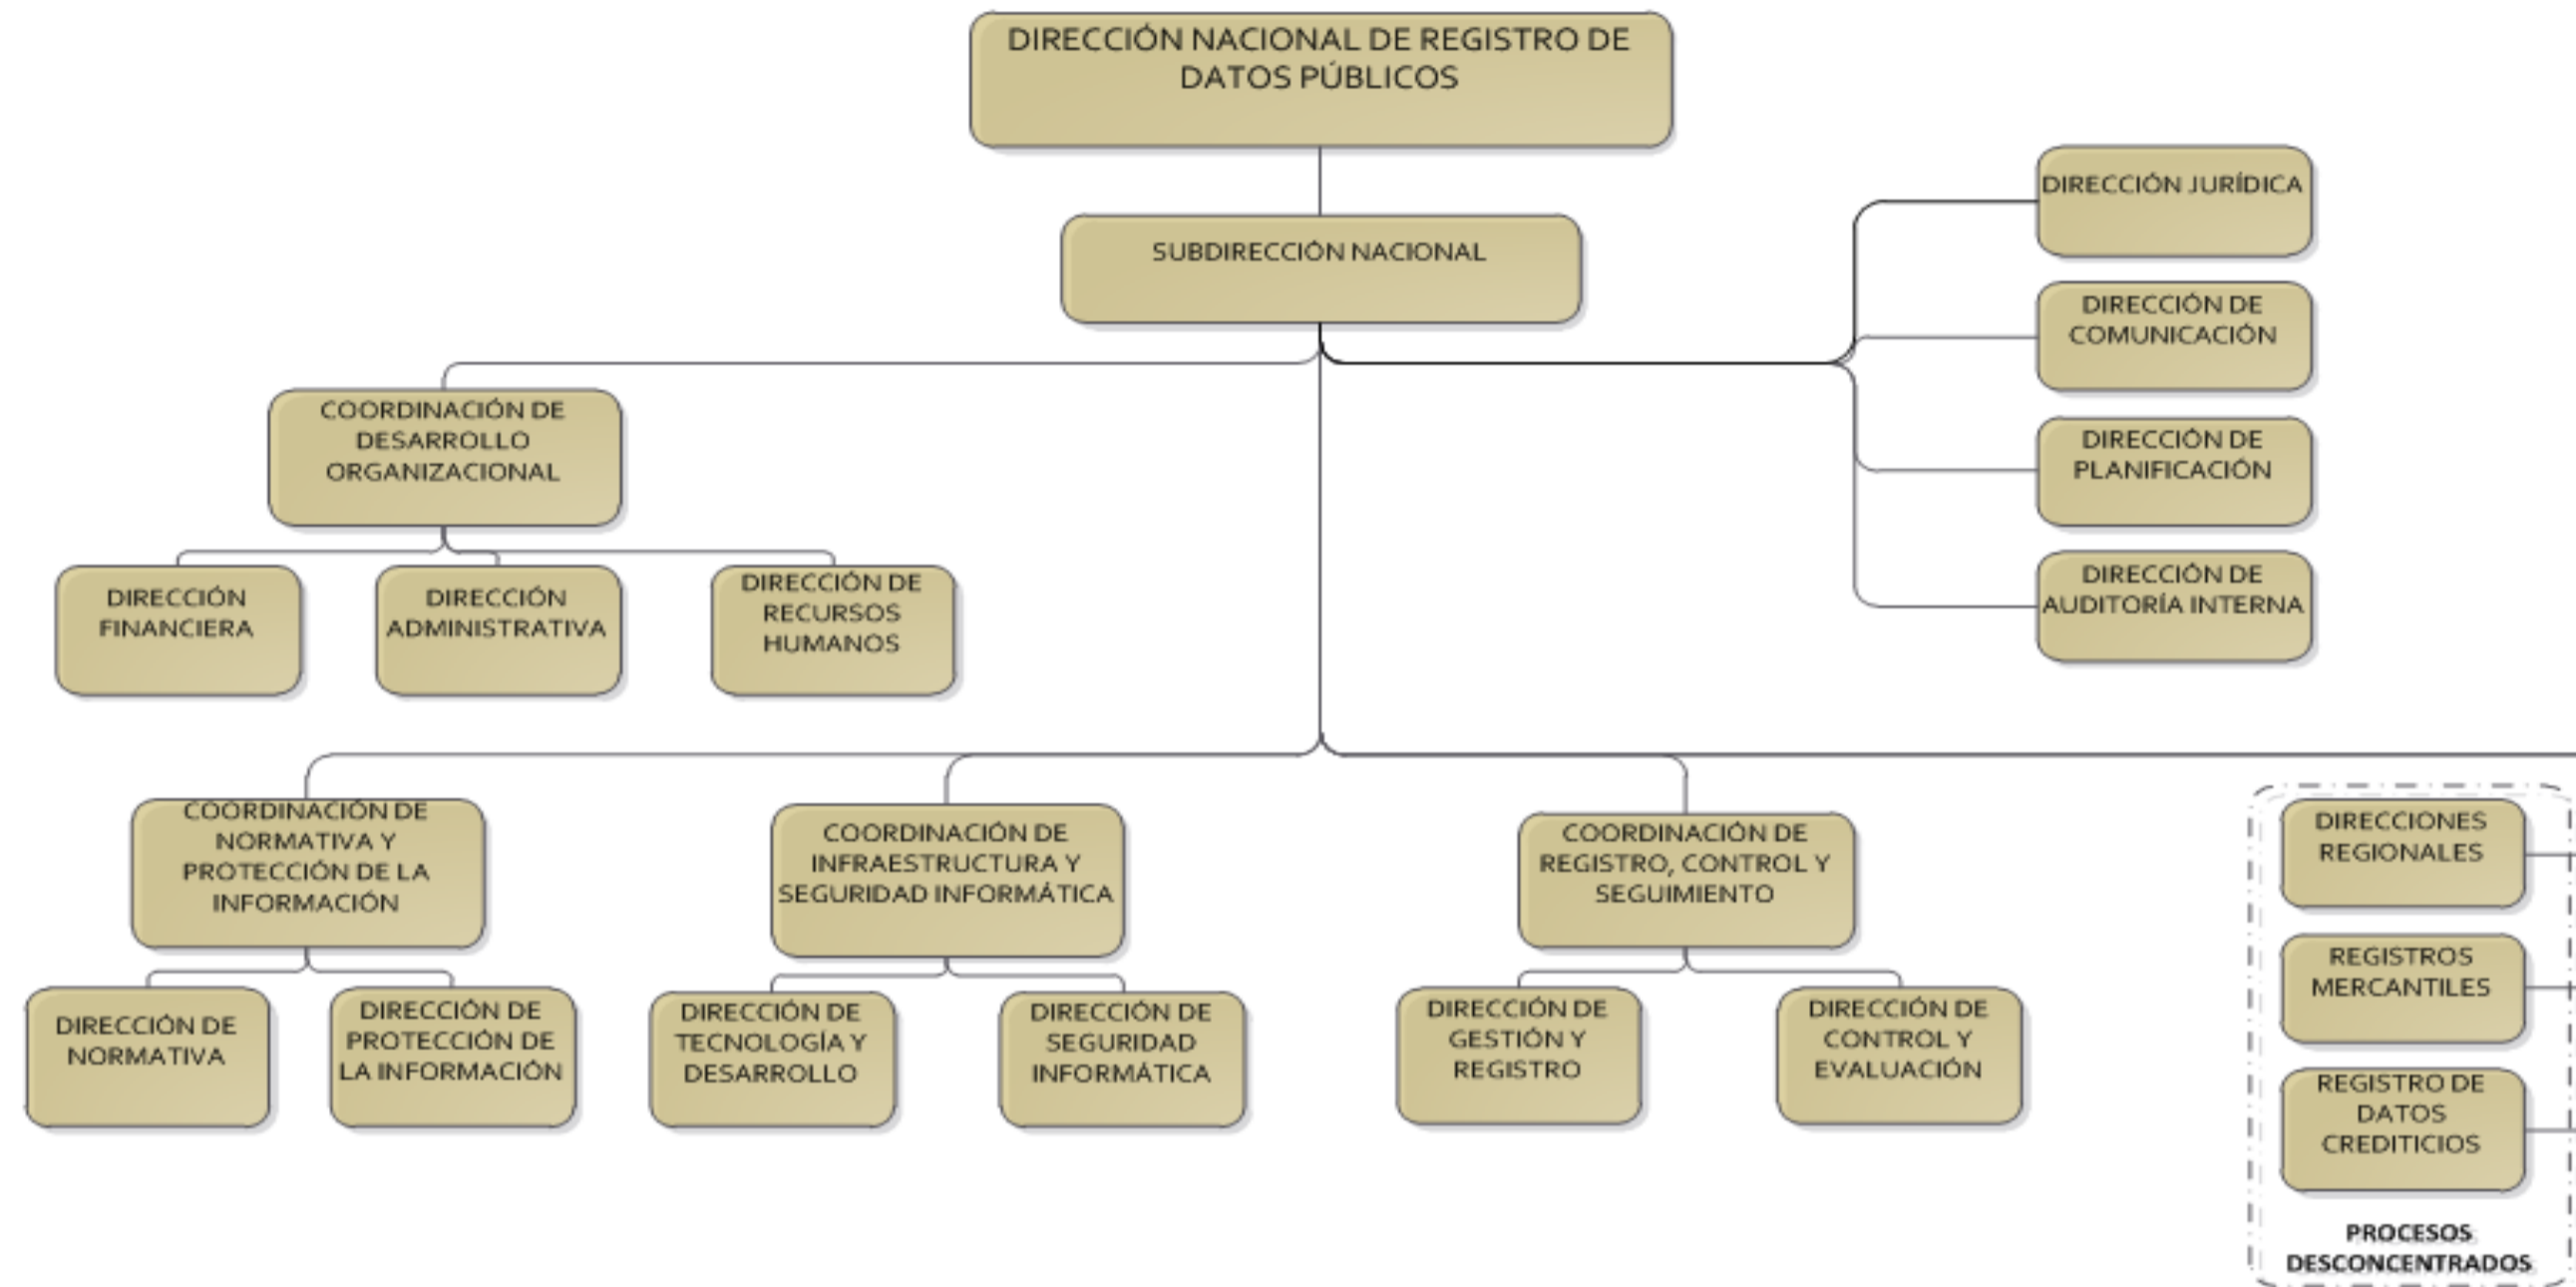 DIRECCIÓN NACIONAL DE REGISTRO DE
DATOS PÚBLICOS
SUBDIRECCIÓN NACIONAL
DIRECCIÓN JURÍDICA
DIRECCIÓN DE
COMUNICACIÓN
DIRECCIÓN DE
PLANIFICACIÓN
DIRECCIÓN DE
AUDITORÍA INTERNA
COORDINACIÓN DE
DESARROLLO
ORGANIZACIONAL
DIRECCIÓN
FINANCIERA
DIRECCIÓN
ADMINISTRATIVA
DIRECCIÓN DE
RECURSOS
HUMANOS
COORDINACIÓN DE
NORMATIVA Y
PROTECCIÓN DE LA
INFORMACIÓN
DIRECCIÓN DE
NORMATIVA
DIRECCIÓN DE
PROTECCIÓN DE
LA INFORMACIÓN
COORDINACIÓN DE
INFRAESTRUCTURA Y
SEGURIDAD INFORMÁTICA
DIRECCIÓN DE
TECNOLOGÍA Y
DESARROLLO
DIRECCIÓN DE
SEGURIDAD
INFORMÁTICA
COORDINACIÓN DE
REGISTRO, CONTROL Y
SEGUIMIENTO
DIRECCIÓN DE
GESTIÓN Y
REGISTRO
DIRECCIÓN DE
CONTROL Y
EVALUACIÓN
DIRECCIONES
REGIONALES
REGISTROS
MERCANTILES
REGISTRO DE
DATOS
CREDITICIOS
PROCESOS
DESCONCENTRADOS